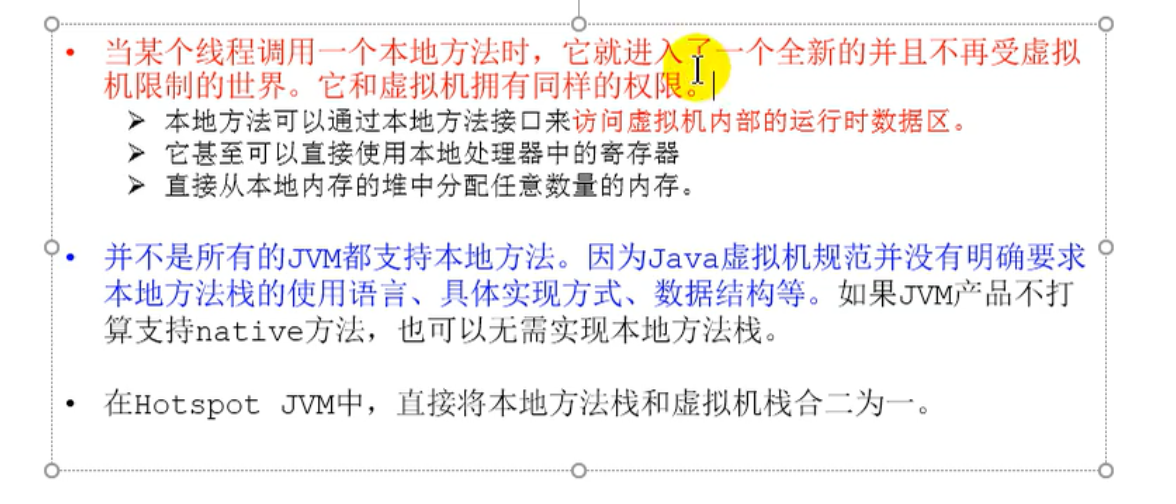 • 当某个线程调用一个本地方法时，它就进入了一个全新的并且不再受虚拟
机限制的世界。它和虚拟机拥有同样的权限。
➢ 本地方法可以通过本地方法接口来访问虚拟机内部的运行时数据区。
➢ 它甚至可以直接使用本地处理器中的寄存器
➢ 直接从本地内存的堆中分配任意数量的内存。
• 并不是所有的JVM都支持本地方法。因为Java虚拟机规范并没有明确要求
本地方法栈的使用语言、具体实现方式、数据结构等。如果JVM产品不打
算支持native方法，也可以无需实现本地方法栈。
• 在Hotspot JVM中，直接将本地方法栈和虚拟机栈合二为一。